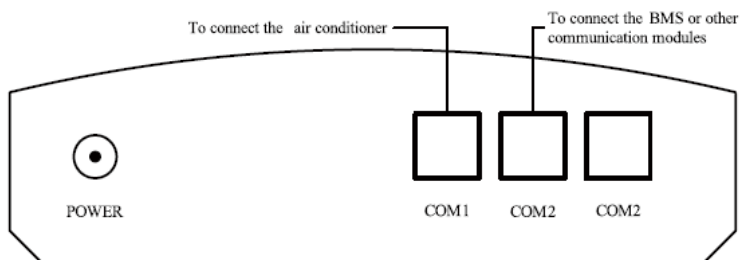 To connect the air conditioner
To connect the BMS or other
communication modules
POWER
COM1
COM2
COM2